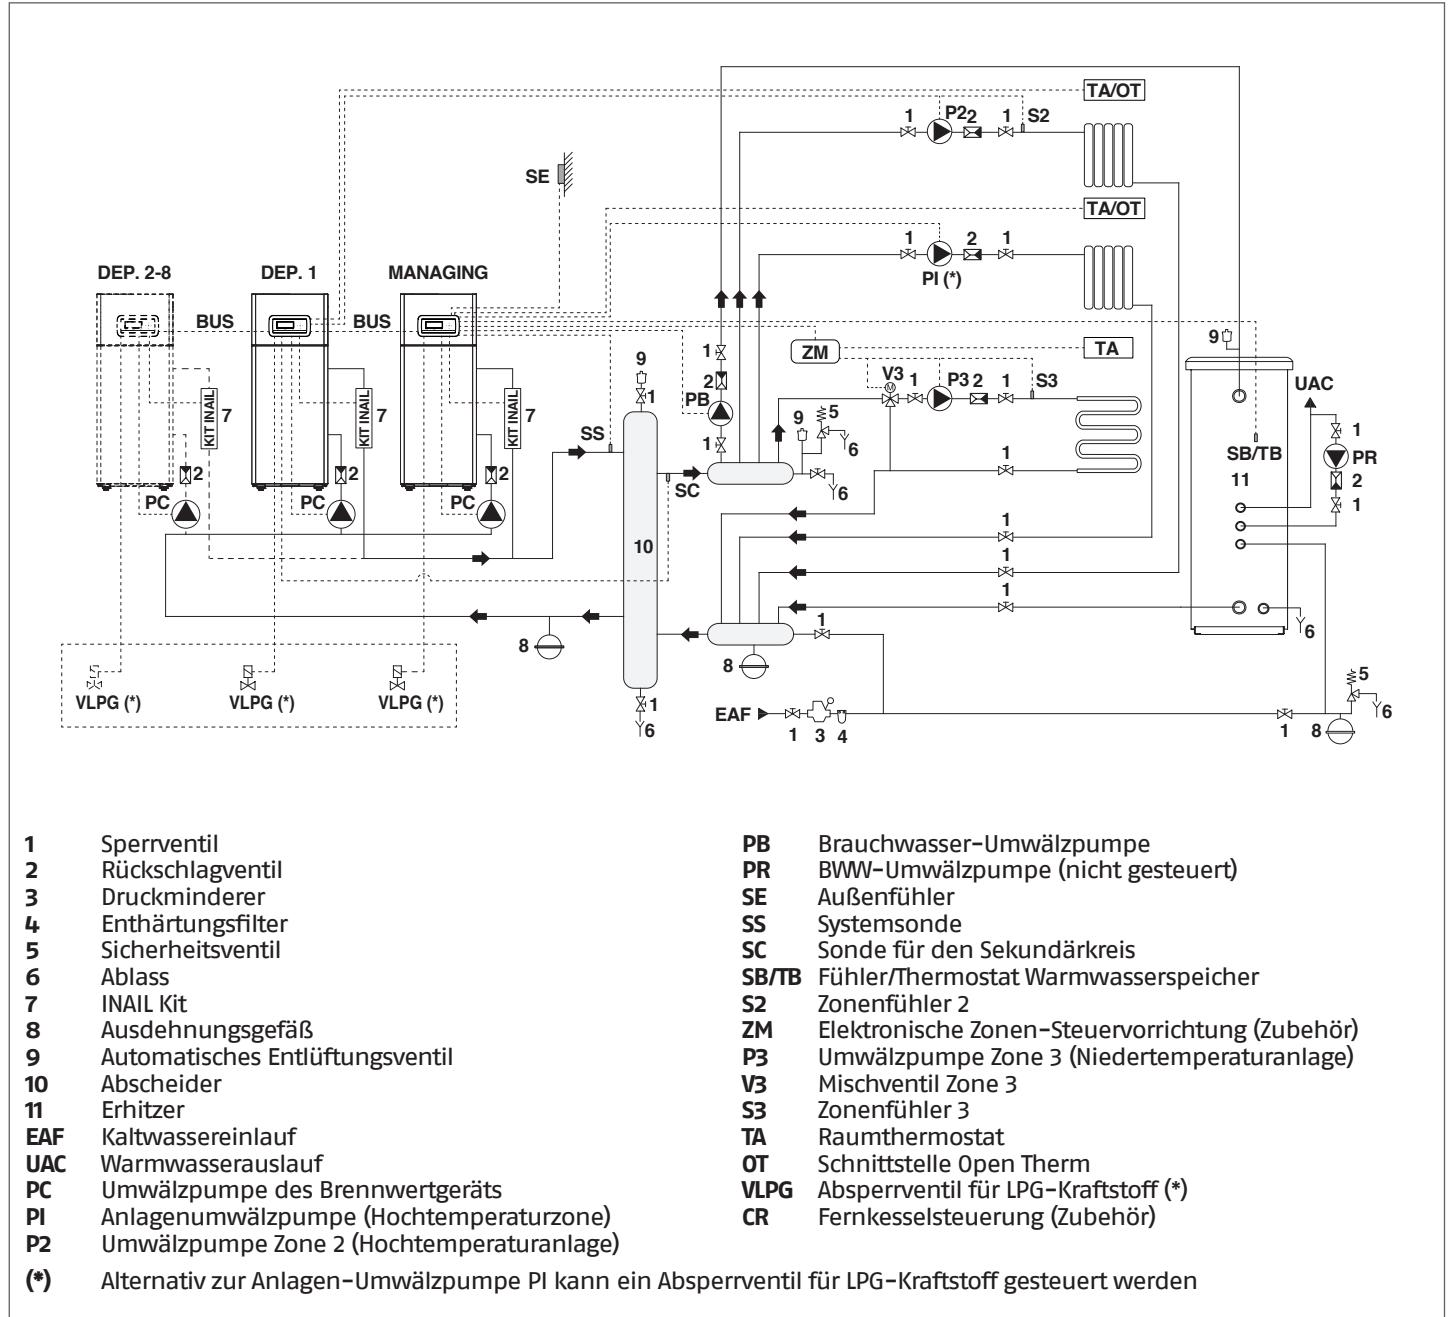 TA/OT
1 P2 2 1 S2
SE
TA/OT
1 2 1
PI (*)
DEP. 2-8 DEP. 1 MANAGING
BUS BUS
ZM TA
9
1
9
1
2
PB
1
V3 1 P3 2 1 S3
UAC
KIT INAIL 7 KIT INAIL 7 KIT INAIL 7
SS
9 5
6
1
SB/TB PR
11 2
1
2 2 2
PC PC PC
SC
6
10
1
1
1
1
8
8
1
6
VLPG (*) VLPG (*) VLPG (*)
1
6
EAF
1 3 4
1 8
5
6
1 Sperrventil
2 Rückschlagventil
3 Druckminderer
4 Enthärtungsfilter
5 Sicherheitsventil
6 Ablass
7 INAIL Kit
8 Ausdehnungsgefäß
9 Automatisches Entlüftungsventil
10 Abscheider
11 Erhitzer
EAF Kaltwassereinlauf
UAC Warmwasserauslauf
PC Umwälzpumpe des Brennwertgeräts
PI Anlagenumwälzpumpe (Hochtemperaturzone)
P2 Umwälzpumpe Zone 2 (Hochtemperaturanlage)
PB Brauchwasser-Umwälzpumpe
PR BWW-Umwälzpumpe (nicht gesteuert)
SE Außenfühler
SS Systemsonde
SC Sonde für den Sekundärkreis
SB/TB Fühler/Thermostat Warmwasserspeicher
S2 Zonenfühler 2
ZM Elektronische Zonen-Steuervorrichtung (Zubehör)
P3 Umwälzpumpe Zone 3 (Niedertemperaturanlage)
V3 Mischventil Zone 3
S3 Zonenfühler 3
TA Raumthermostat
OT Schnittstelle Open Therm
VLPG Absperrventil für LPG-Kraftstoff (*)
CR Fernkesselsteuerung (Zubehör)
(*) Alternativ zur Anlagen-Umwälzpumpe PI kann ein Absperrventil für LPG-Kraftstoff gesteuert werden